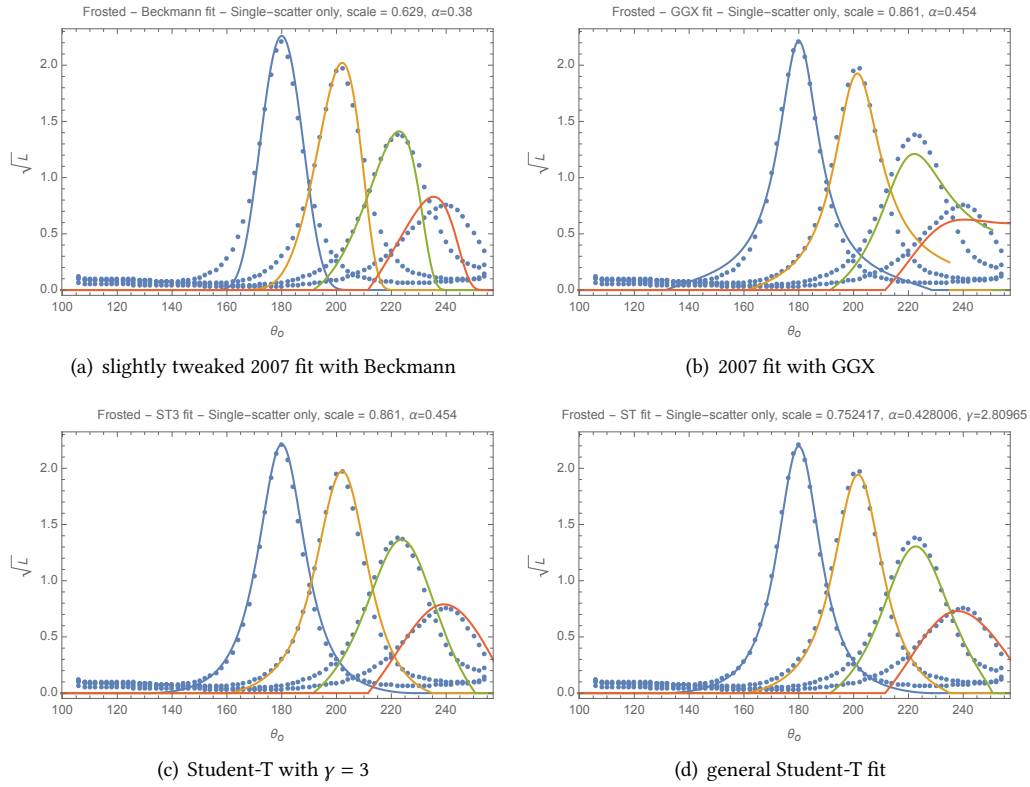 Frosted – Beckmann fit – Single-scatter only, scale = 0.629, α=0.38
2.0
1.5
1.0
0.5
0.0
√L
100 120 140 160 180 200 220 240
θo
(a) slightly tweaked 2007 fit with Beckmann
Frosted – GGX fit – Single-scatter only, scale = 0.861, α=0.454
2.0
1.5
1.0
0.5
0.0
√L
100 120 140 160 180 200 220 240
θo
(b) 2007 fit with GGX
Frosted – ST3 fit – Single-scatter only, scale = 0.861, α=0.454
2.0
1.5
1.0
0.5
0.0
√L
100 120 140 160 180 200 220 240
θo
(c) Student-T with γ = 3
Frosted – ST fit – Single-scatter only, scale = 0.752417, α=0.428006, γ=2.80965
2.0
1.5
1.0
0.5
0.0
√L
100 120 140 160 180 200 220 240
θo
(d) general Student-T fit